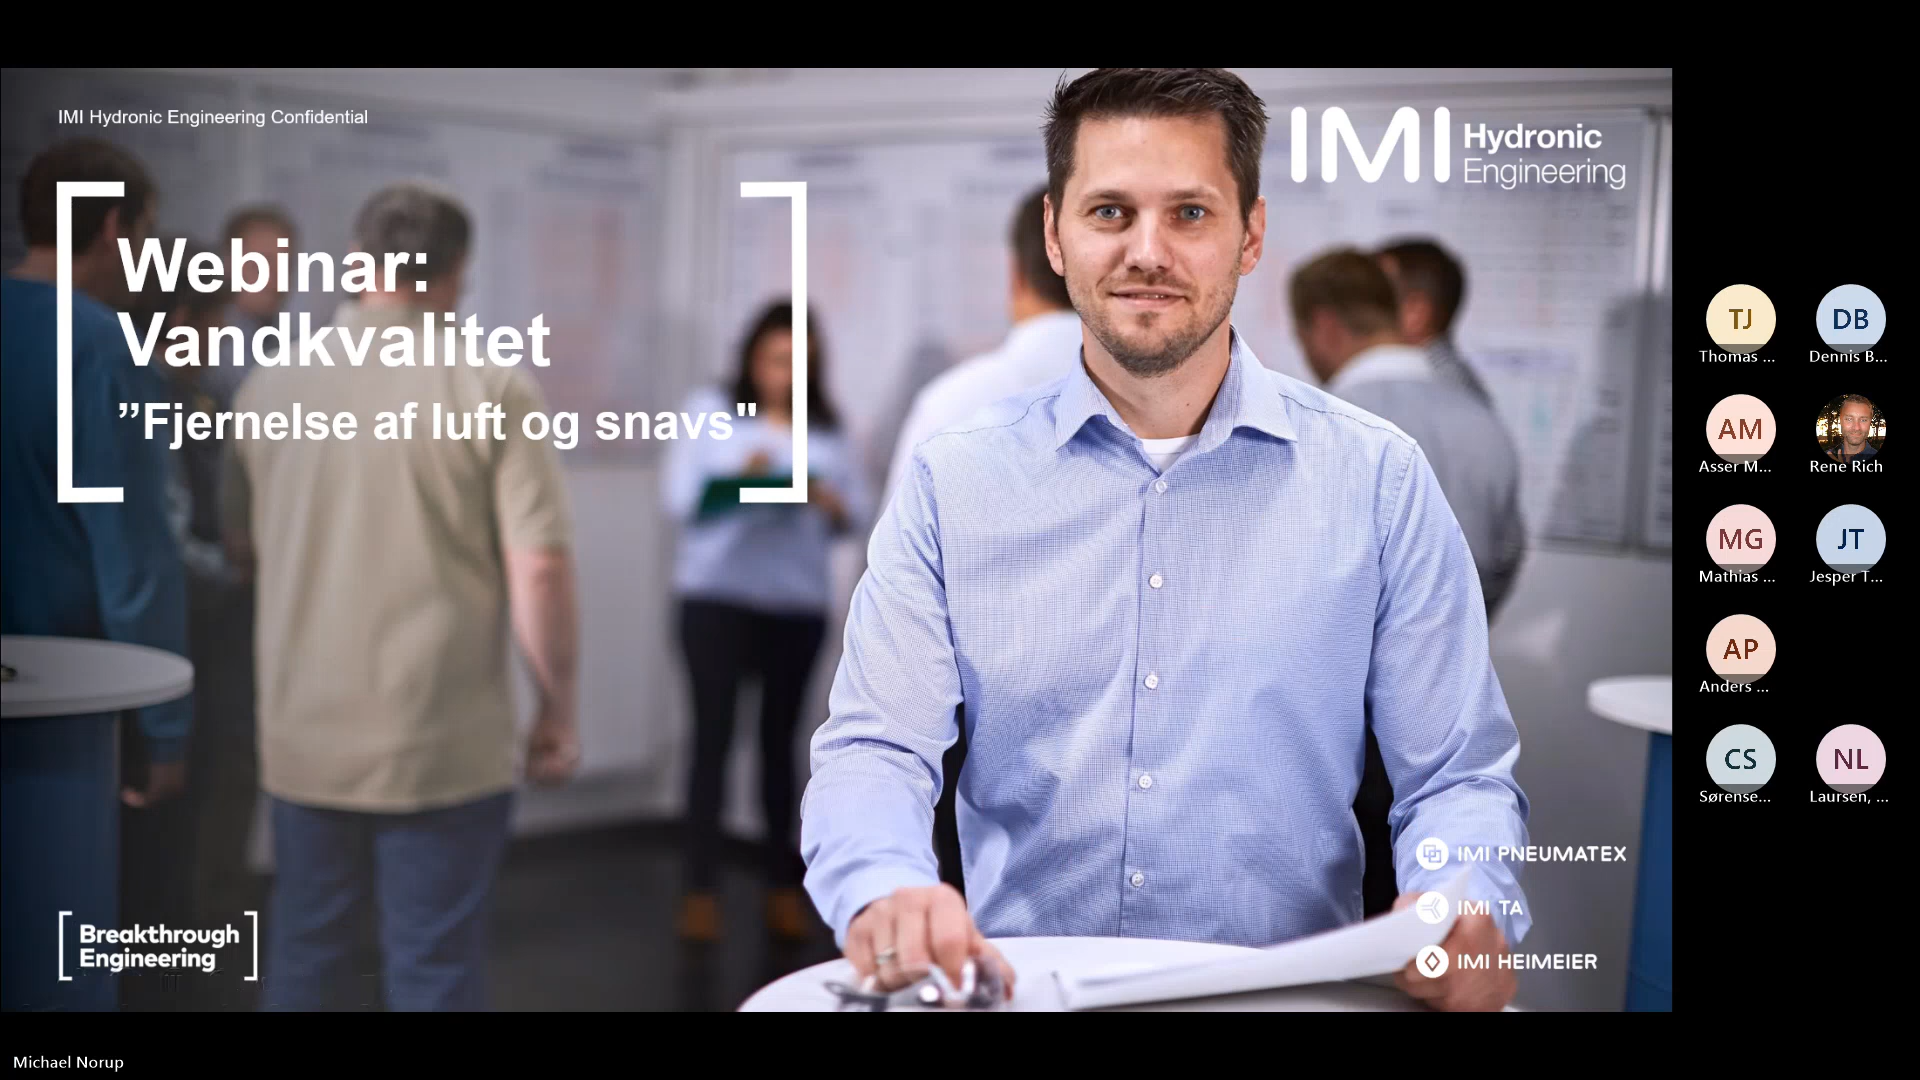 IMI Hydronic Engineering Confidential
IMI Hydronic
Engineering
Webinar:
Vandkvalitet
”Fjernelse af luft og snavs"
TJ
Thomas ...
DB
Dennis B...
AM
Asser M...
Rene Rich
MG
Mathias ...
JT
Jesper T...
AP
Anders ...
CS
Sørense...
NL
Laursen, ...
IMI PNEUMATEX
IMI TA
IMI HEIMEIER
Breakthrough
Engineering
Michael Norup